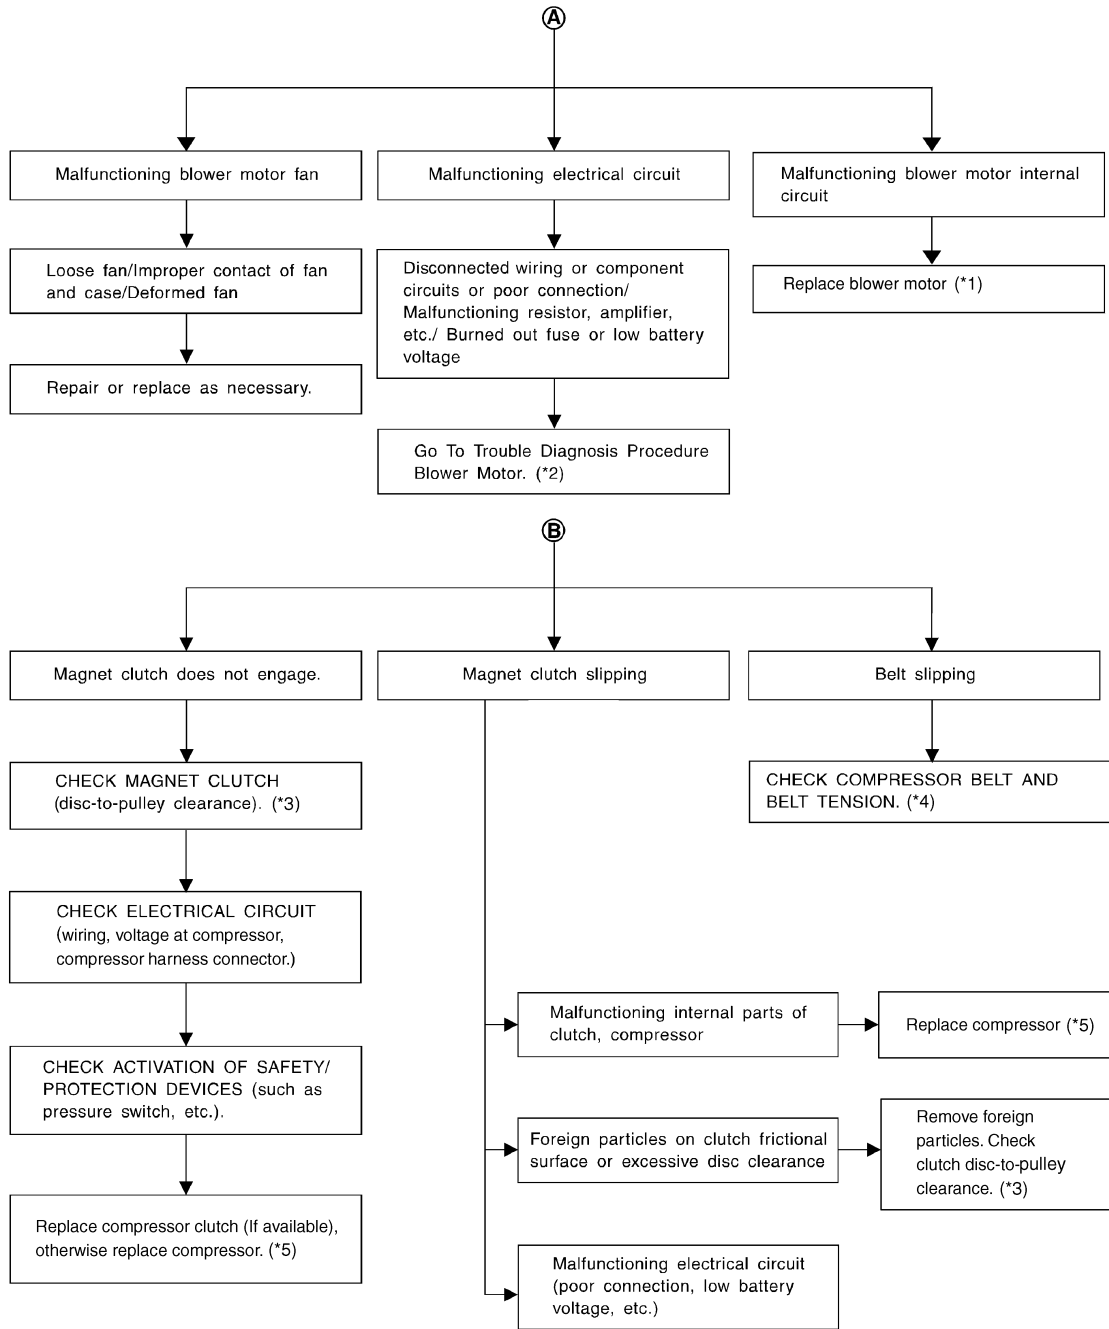 A
Malfunctioning blower motor fan
Malfunctioning electrical circuit
Malfunctioning blower motor internal
circuit
Loose fan/Improper contact of fan
and case/Deformed fan
Disconnected wiring or component
circuits or poor connection/
Malfunctioning resistor, amplifier,
etc./ Burned out fuse or low battery
voltage
Replace blower motor (*1)
Repair or replace as necessary.
Go To Trouble Diagnosis Procedure
Blower Motor. (*2)
B
Magnet clutch does not engage.
Magnet clutch slipping
Belt slipping
CHECK MAGNET CLUTCH
(disc-to-pulley clearance). (*3)
CHECK COMPRESSOR BELT AND
BELT TENSION. (*4)
CHECK ELECTRICAL CIRCUIT
(wiring, voltage at compressor,
compressor harness connector.)
CHECK ACTIVATION OF SAFETY/
PROTECTION DEVICES (such as
pressure switch, etc.).
Replace compressor clutch (If available),
otherwise replace compressor. (*5)
Malfunctioning internal parts of
clutch, compressor
Replace compressor (*5)
Foreign particles on clutch frictional
surface or excessive disc clearance
Remove foreign
particles. Check
clutch disc-to-pulley
clearance. (*3)
Malfunctioning electrical circuit
(poor connection, low battery
voltage, etc.)